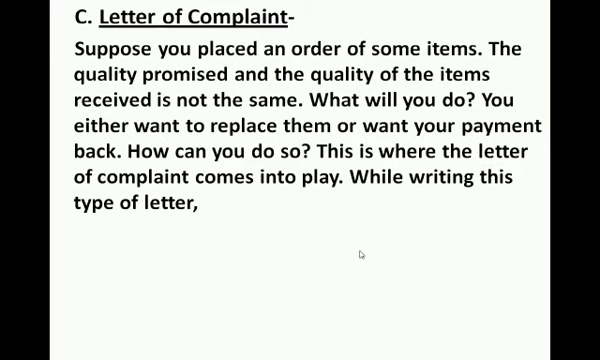 C. Letter of Complaint-
Suppose you placed an order of some items. The
quality promised and the quality of the items
received is not the same. What will you do? You
either want to replace them or want your payment
back. How can you do so? This is where the letter
of complaint comes into play. While writing this
type of letter,